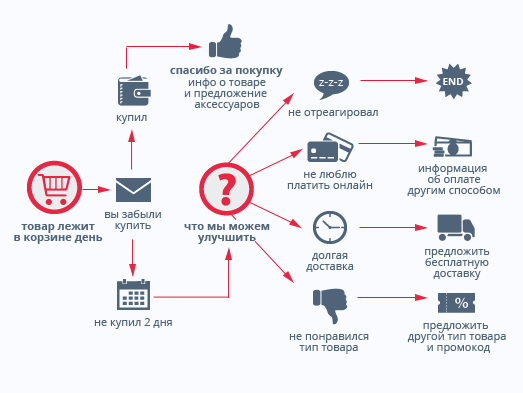 спасибо за покупку
инфо о товаре
и предложение
аксессуаров
купил
товар лежит
в корзине день
вы забыли
купить
не купил 2 дня
?
что мы можем
улучшить
z-z-z
не отреагировал
END
не люблю
платить онлайн
информация
об оплате
другим способом
долгая
доставка
предложить
бесплатную
доставку
не понравился
тип товара
%
предложить
другой тип товара
и промокод